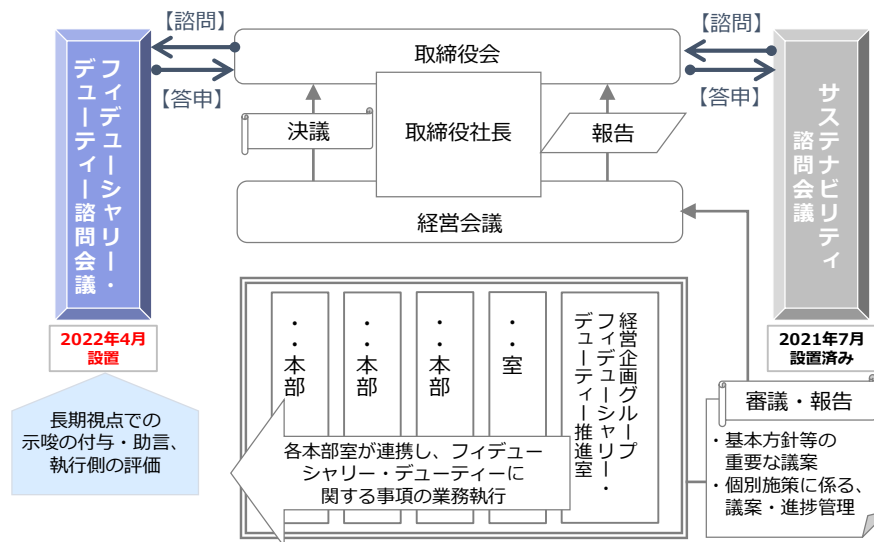 【諮問】
【答申】
フィデューシャリー・
デューティー諮問会議
2022年4月
設置
長期視点での
示唆の付与・助言、
執行側の評価
取締役会
取締役社長
決議
報告
経営会議
【諮問】
【答申】
サステナビリティ
諮問会議
2021年7月
設置済み
・・本部
・・本部
・・本部
・・室
経営企画グループ
フィデューシャリー・
デューティー推進室
各本部室が連携し、フィデュー
シャリー・デューティーに
関する事項の業務執行
審議・報告
・基本方針等の
重要な議案
・個別施策に係る、
議案・進捗管理